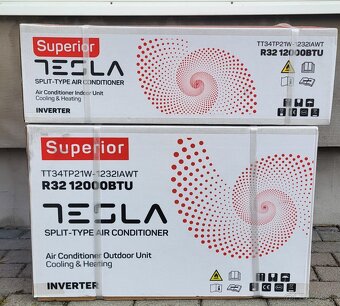 Superior
TT34TP21W-1232IAWT
R32 12000BTU
TESLA
SPLIT-TYPE AIR CONDITIONER
Air Conditioner Indoor Unit
Cooling & Heating
INVERTER
Superior
TT34TP21W-1232IAWT
R32 12000BTU
TESLA
SPLIT-TYPE AIR CONDITIONER
Air Conditioner Outdoor Unit
Cooling & Heating
INVERTER